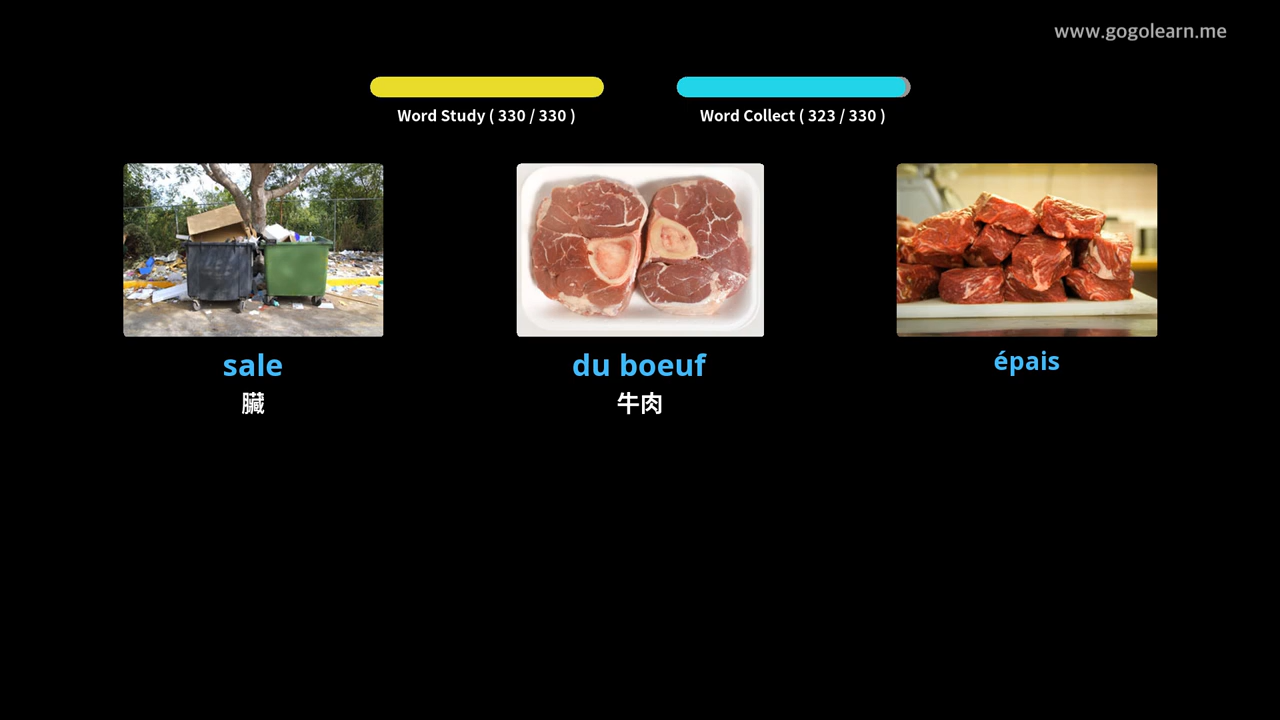 www.gogolearn.me
Word Study ( 330 / 330 )
Word Collect ( 323 / 330 )
sale
臟
du boeuf
牛肉
épais